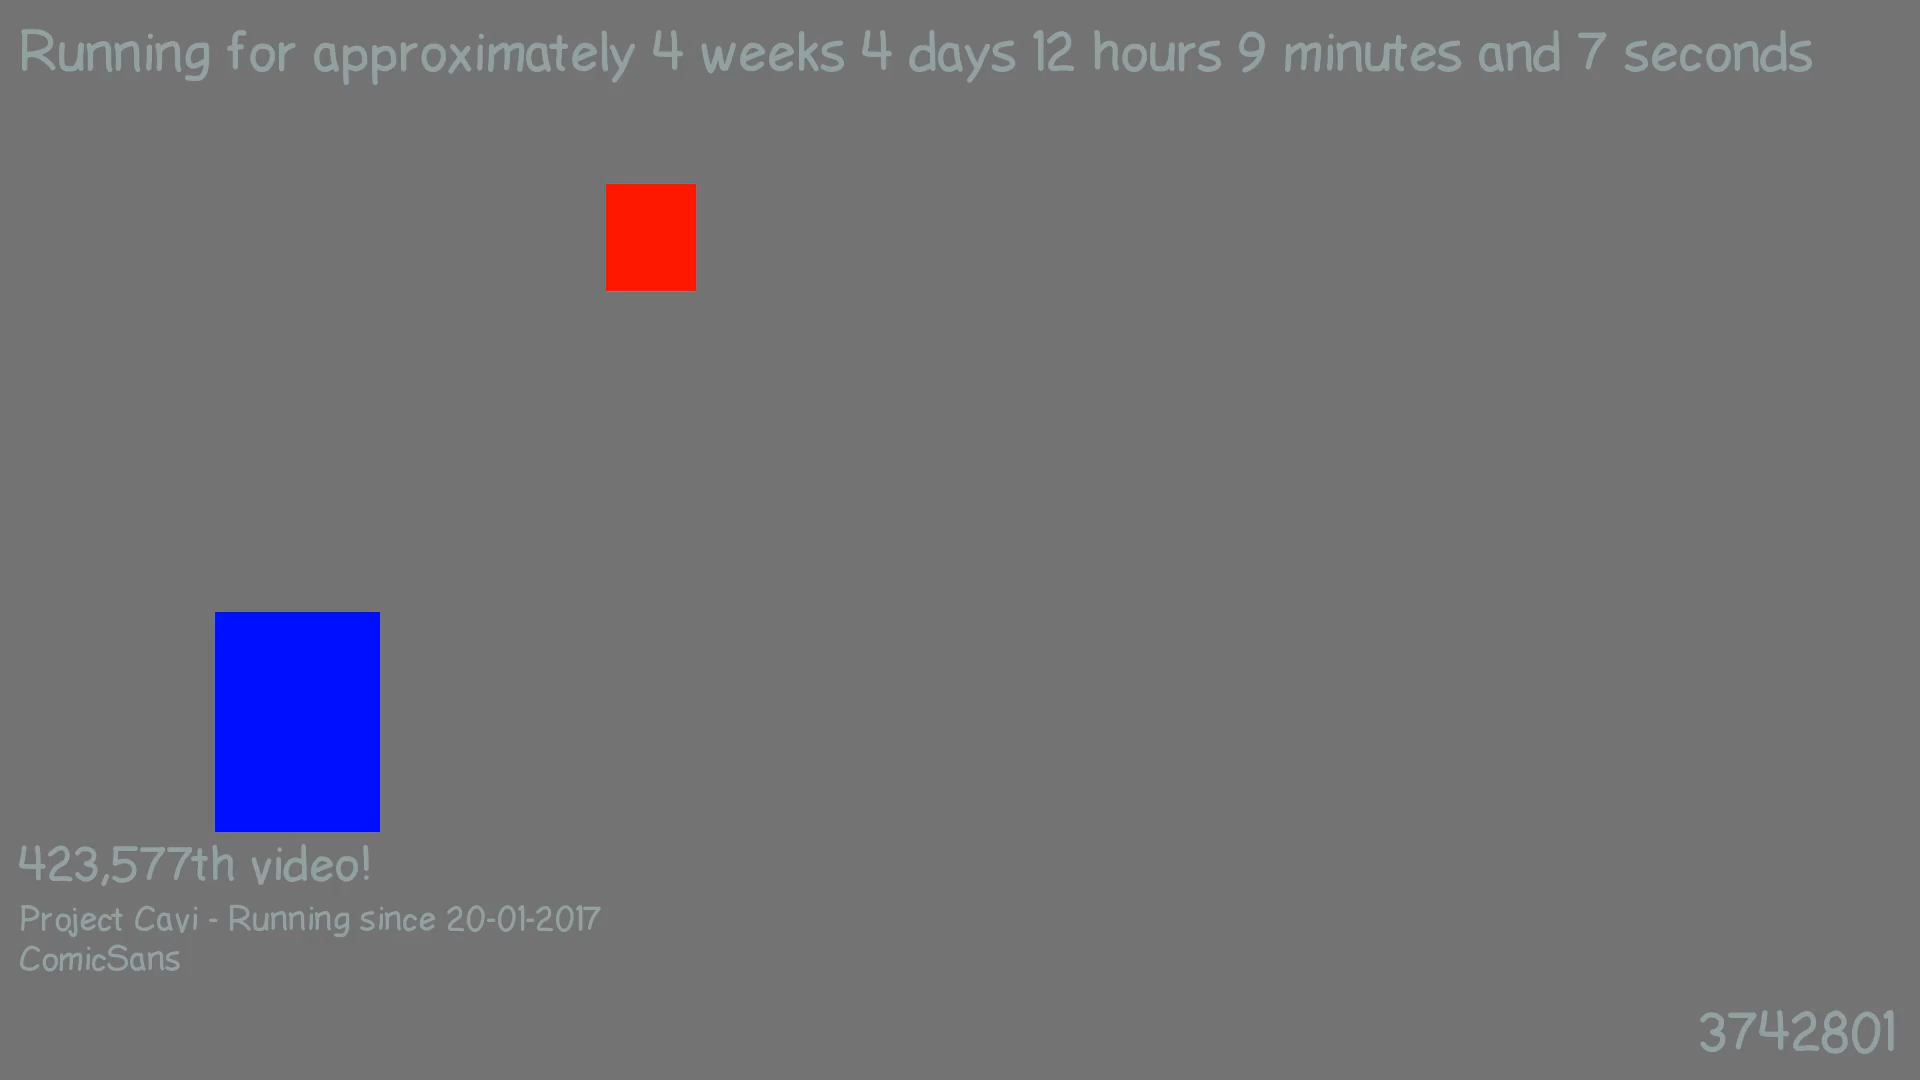 Running for approximately 4 weeks 4 days 12 hours 9 minutes and 7 seconds
423,577th video!
Project Cavi - Running since 20-01-2017
ComicSans
3742801